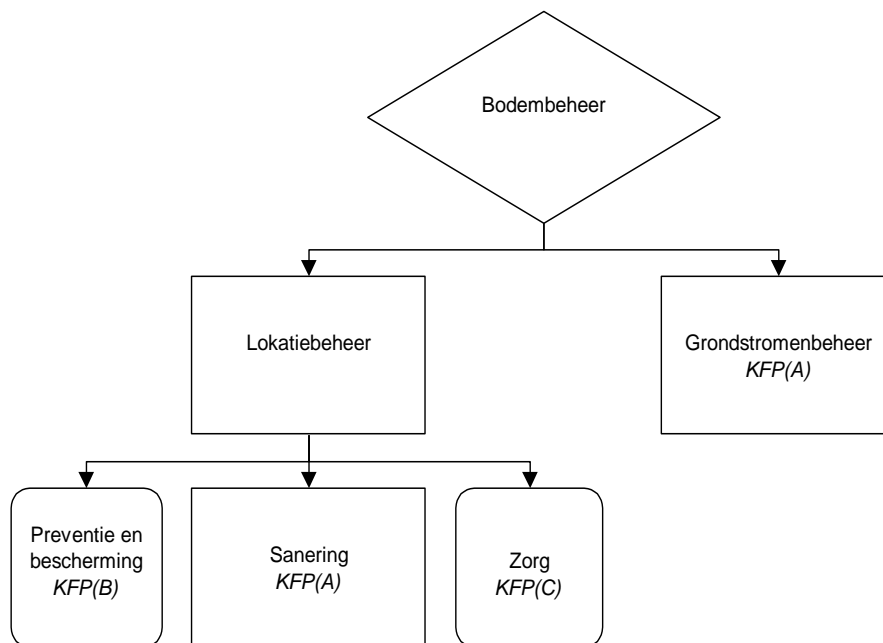 Bodembeheer
Lokatiebeheer
Grondstromenbeheer
KFP(A)
Preventie en
bescherming
KFP(B)
Sanering
KFP(A)
Zorg
KFP(C)